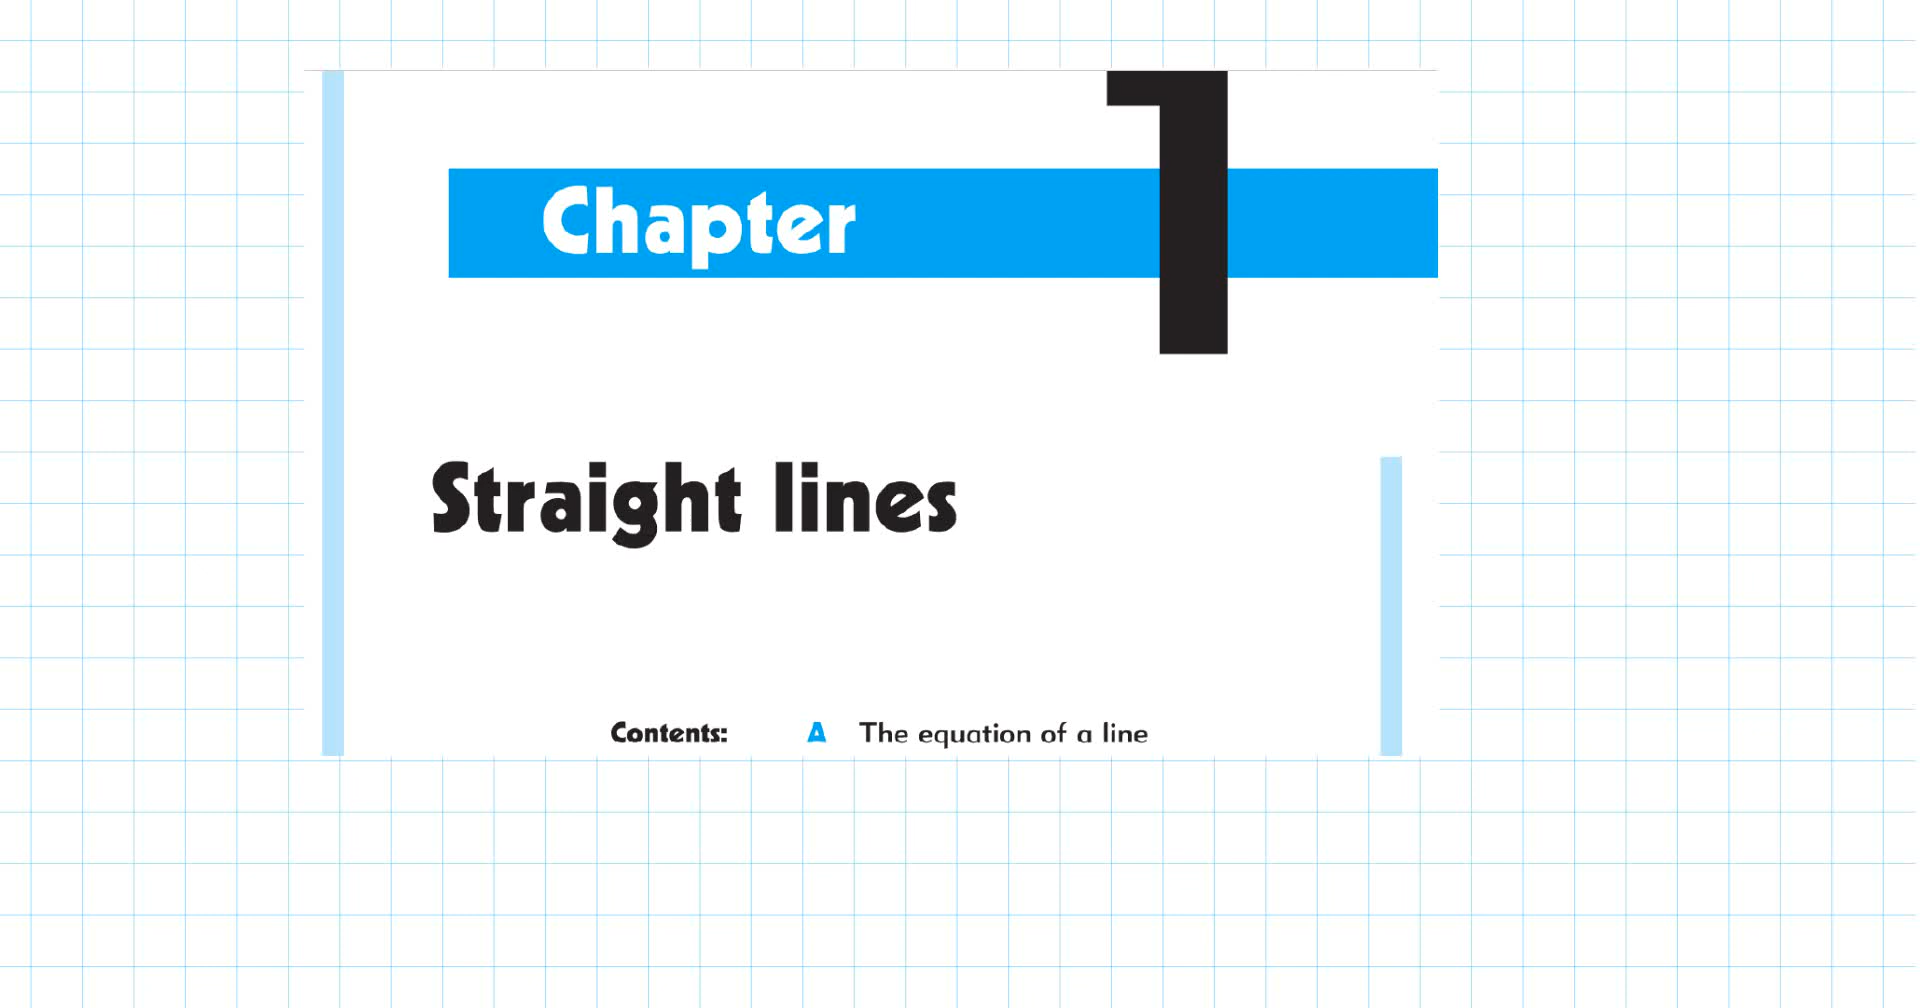 Chapter 1
Straight lines
Contents: A The equation of a line